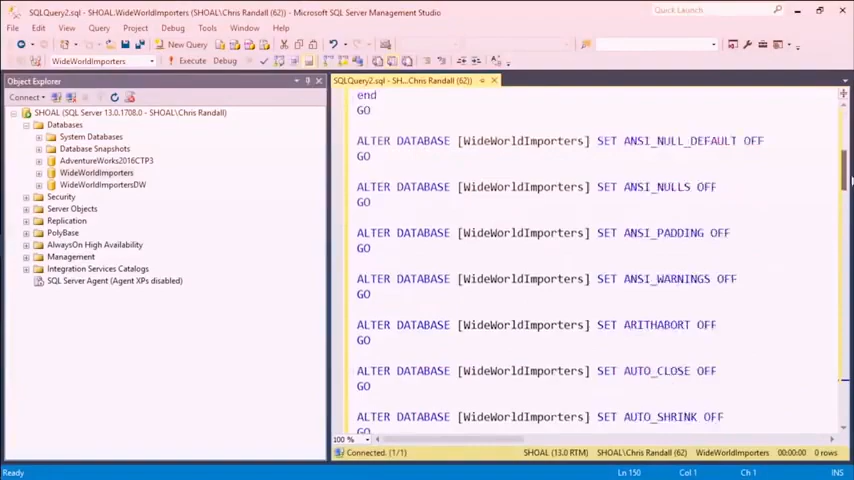 SQLQuery2.sql - SHOAL.WideWorldImporters (SHOAL\Chris Randall (62)) - Microsoft SQL Server Management Studio
Quick Launch (Ctrl+Q)
File Edit View Query Project Debug Tools Window Help
New Query
WideWorldImporters Execute Debug
Object Explorer
SQLQuery2.sql - SH...Chris Randall (62))
Connect
SHOAL (SQL Server 13.0.1708.0 - SHOAL\Chris Randall)
Databases
System Databases
Database Snapshots
AdventureWorks2016CTP3
WideWorldImporters
WideWorldImportersDW
Security
Server Objects
Replication
PolyBase
AlwaysOn High Availability
Management
Integration Services Catalogs
SQL Server Agent (Agent XPs disabled)
end
GO
ALTER DATABASE [WideWorldImporters] SET ANSI_NULL_DEFAULT OFF
GO
ALTER DATABASE [WideWorldImporters] SET ANSI_NULLS OFF
GO
ALTER DATABASE [WideWorldImporters] SET ANSI_PADDING OFF
GO
ALTER DATABASE [WideWorldImporters] SET ANSI_WARNINGS OFF
GO
ALTER DATABASE [WideWorldImporters] SET ARITHABORT OFF
GO
ALTER DATABASE [WideWorldImporters] SET AUTO_CLOSE OFF
GO
ALTER DATABASE [WideWorldImporters] SET AUTO_SHRINK OFF
GO
100 %
Connected. (1/1) SHOAL (13.0 RTM) SHOAL\Chris Randall (62) WideWorldImporters 00:00:00 0 rows
Ready Ln 150 Col 1 Ch 1 INS